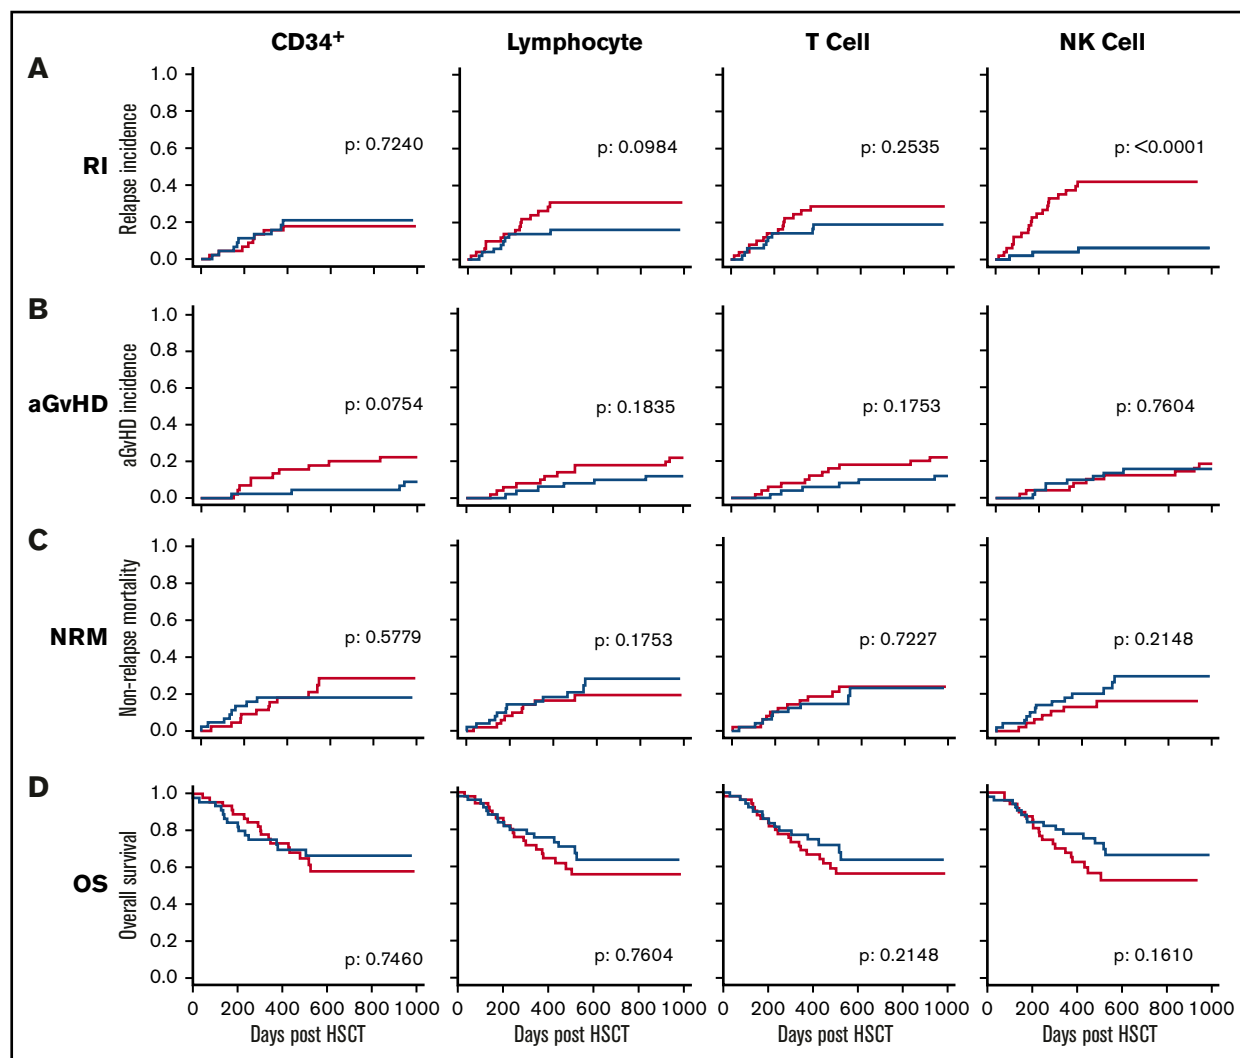 CD34+ Lymphocyte T Cell NK Cell
A
RI
Relapse incidence
1.0
0.8
0.6
0.4
0.2
0.0
p: 0.7240
p: 0.0984
p: 0.2535
p: <0.0001
B
aGvHD
aGvHD incidence
1.0
0.8
0.6
0.4
0.2
0.0
p: 0.0754
p: 0.1835
p: 0.1753
p: 0.7604
C
NRM
Non-relapse mortality
1.0
0.8
0.6
0.4
0.2
0.0
p: 0.5779
p: 0.1753
p: 0.7227
p: 0.2148
D
OS
Overall survival
1.0
0.8
0.6
0.4
0.2
0.0
p: 0.7460
p: 0.7604
p: 0.2148
p: 0.1610
0 200 400 600 800 1000
0 200 400 600 800 1000
0 200 400 600 800 1000
0 200 400 600 800 1000
Days post HSCT
Days post HSCT
Days post HSCT
Days post HSCT